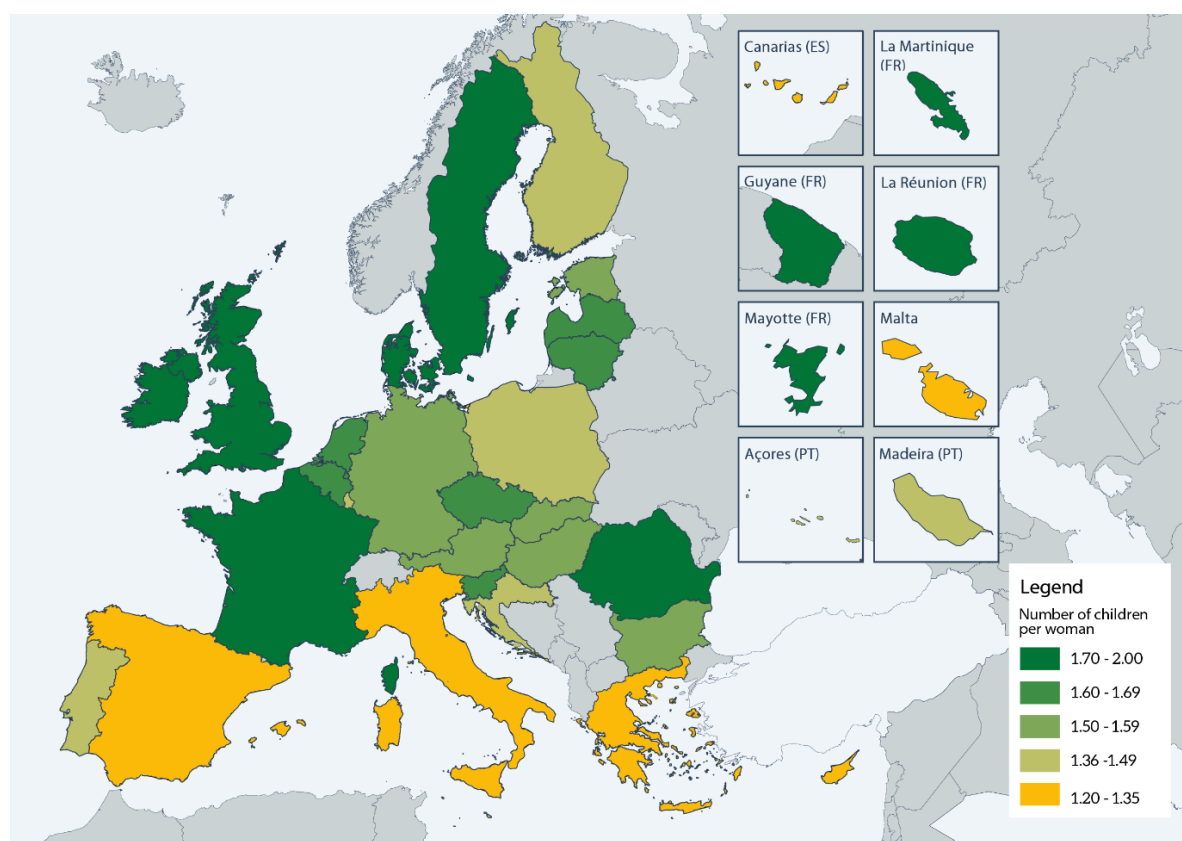 Canarias (ES)
La Martinique
(FR)
Guyane (FR)
La Réunion (FR)
Mayotte (FR)
Malta
Açores (PT)
Madeira (PT)
Legend
Number of children
per woman
1.70 - 2.00
1.60 - 1.69
1.50 - 1.59
1.36 -1.49
1.20 - 1.35